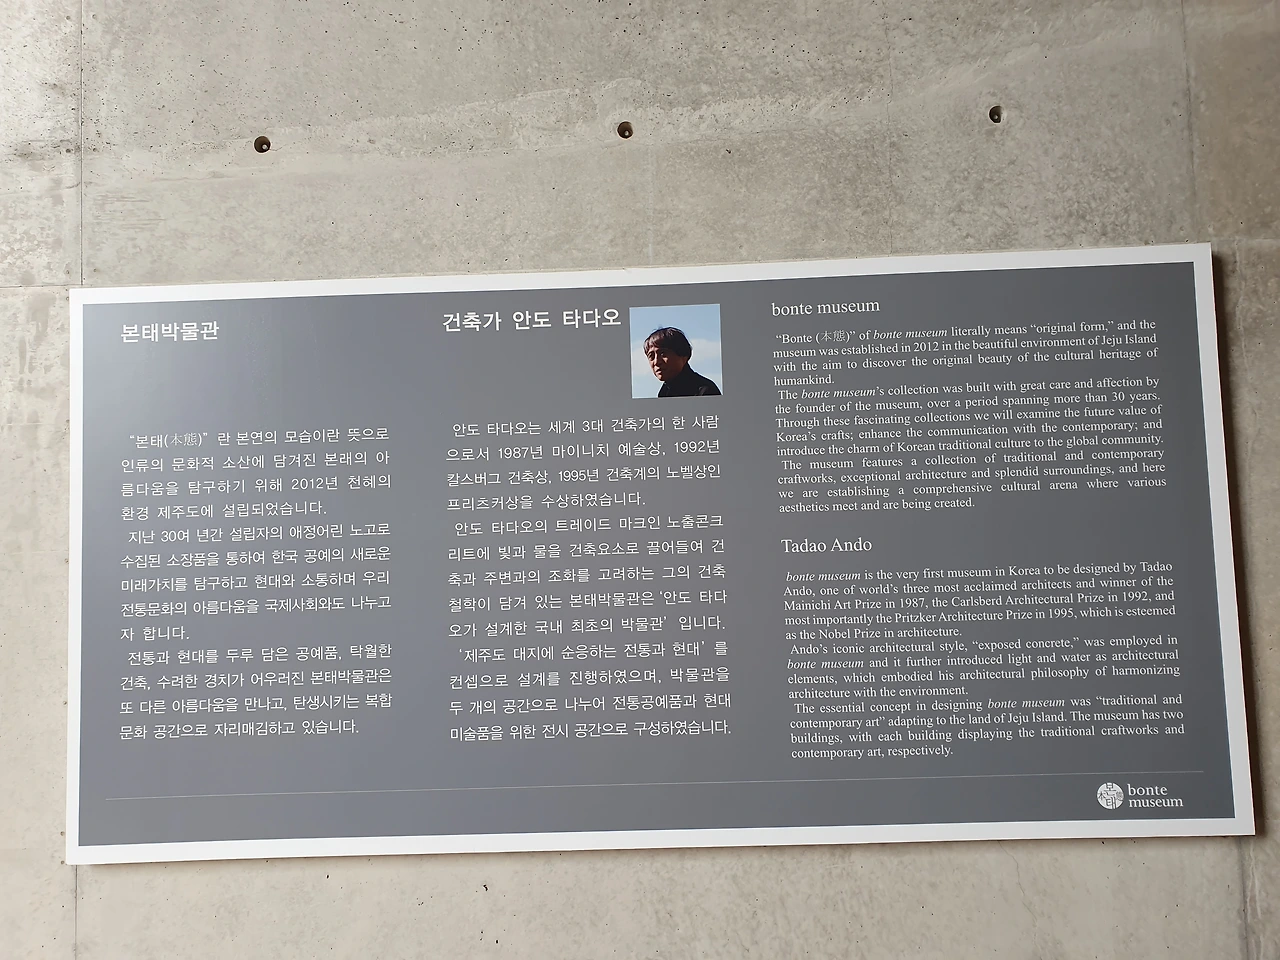 본태박물관
“본태(本態)” 란 본연의 모습이란 뜻으로
인류의 문화적 소산에 담겨진 본래의 아
름다움을 탐구하기 위해 2012년 천혜의
환경 제주도에 설립되었습니다.
지난 30여 년간 설립자의 애정어린 노고로
수집된 소장품을 통하여 한국 공예의 새로운
미래가치를 탐구하고 현대와 소통하며 우리
전통문화의 아름다움을 국제사회와도 나누고
자 합니다.
전통과 현대를 두루 담은 공예품, 탁월한
건축, 수려한 경치가 어우러진 본태박물관은
또 다른 아름다움을 만나고, 탄생시키는 복합
문화 공간으로 자리매김하고 있습니다.
건축가 안도 타다오
안도 타다오는 세계 3대 건축가의 한 사람
으로서 1987년 마이니치 예술상, 1992년
칼스버그 건축상, 1995년 건축계의 노벨상인
프리츠커상을 수상하였습니다.
안도 타다오의 트레이드 마크인 노출콘크
리트에 빛과 물을 건축요소로 끌어들여 건
축과 주변과의 조화를 고려하는 그의 건축
철학이 담겨 있는 본태박물관은 ‘안도 타다
오가 설계한 국내 최초의 박물관’ 입니다.
‘제주도 대지에 순응하는 전통과 현대’ 를
컨셉으로 설계를 진행하였으며, 박물관을
두 개의 공간으로 나누어 전통공예품과 현대
미술품을 위한 전시 공간으로 구성하였습니다.
bonte museum
“Bonte (本態)” of bonte museum literally means “original form,” and the
museum was established in 2012 in the beautiful environment of Jeju Island
with the aim to discover the original beauty of the cultural heritage of
humankind.
The bonte museum’s collection was built with great care and affection by
the founder of the museum, over a period spanning more than 30 years.
Through these fascinating collections we will examine the future value of
Korea’s crafts; enhance the communication with the contemporary; and
introduce the charm of Korean traditional culture to the global community.
The museum features a collection of traditional and contemporary
craftworks, exceptional architecture and splendid surroundings, and here
we are establishing a comprehensive cultural arena where various
aesthetics meet and are being created.
Tadao Ando
bonte museum is the very first museum in Korea to be designed by Tadao
Ando, one of world’s three most acclaimed architects and winner of the
Mainichi Art Prize in 1987, the Carlsberd Architectural Prize in 1992, and
most importantly the Pritzker Architecture Prize in 1995, which is esteemed
as the Nobel Prize in architecture.
Ando’s iconic architectural style, “exposed concrete,” was employed in
bonte museum and it further introduced light and water as architectural
elements, which embodied his architectural philosophy of harmonizing
architecture with the environment.
The essential concept in designing bonte museum was “traditional and
contemporary art” adapting to the land of Jeju Island. The museum has two
buildings, with each building displaying the traditional craftworks and
contemporary art, respectively.
bonte
museum